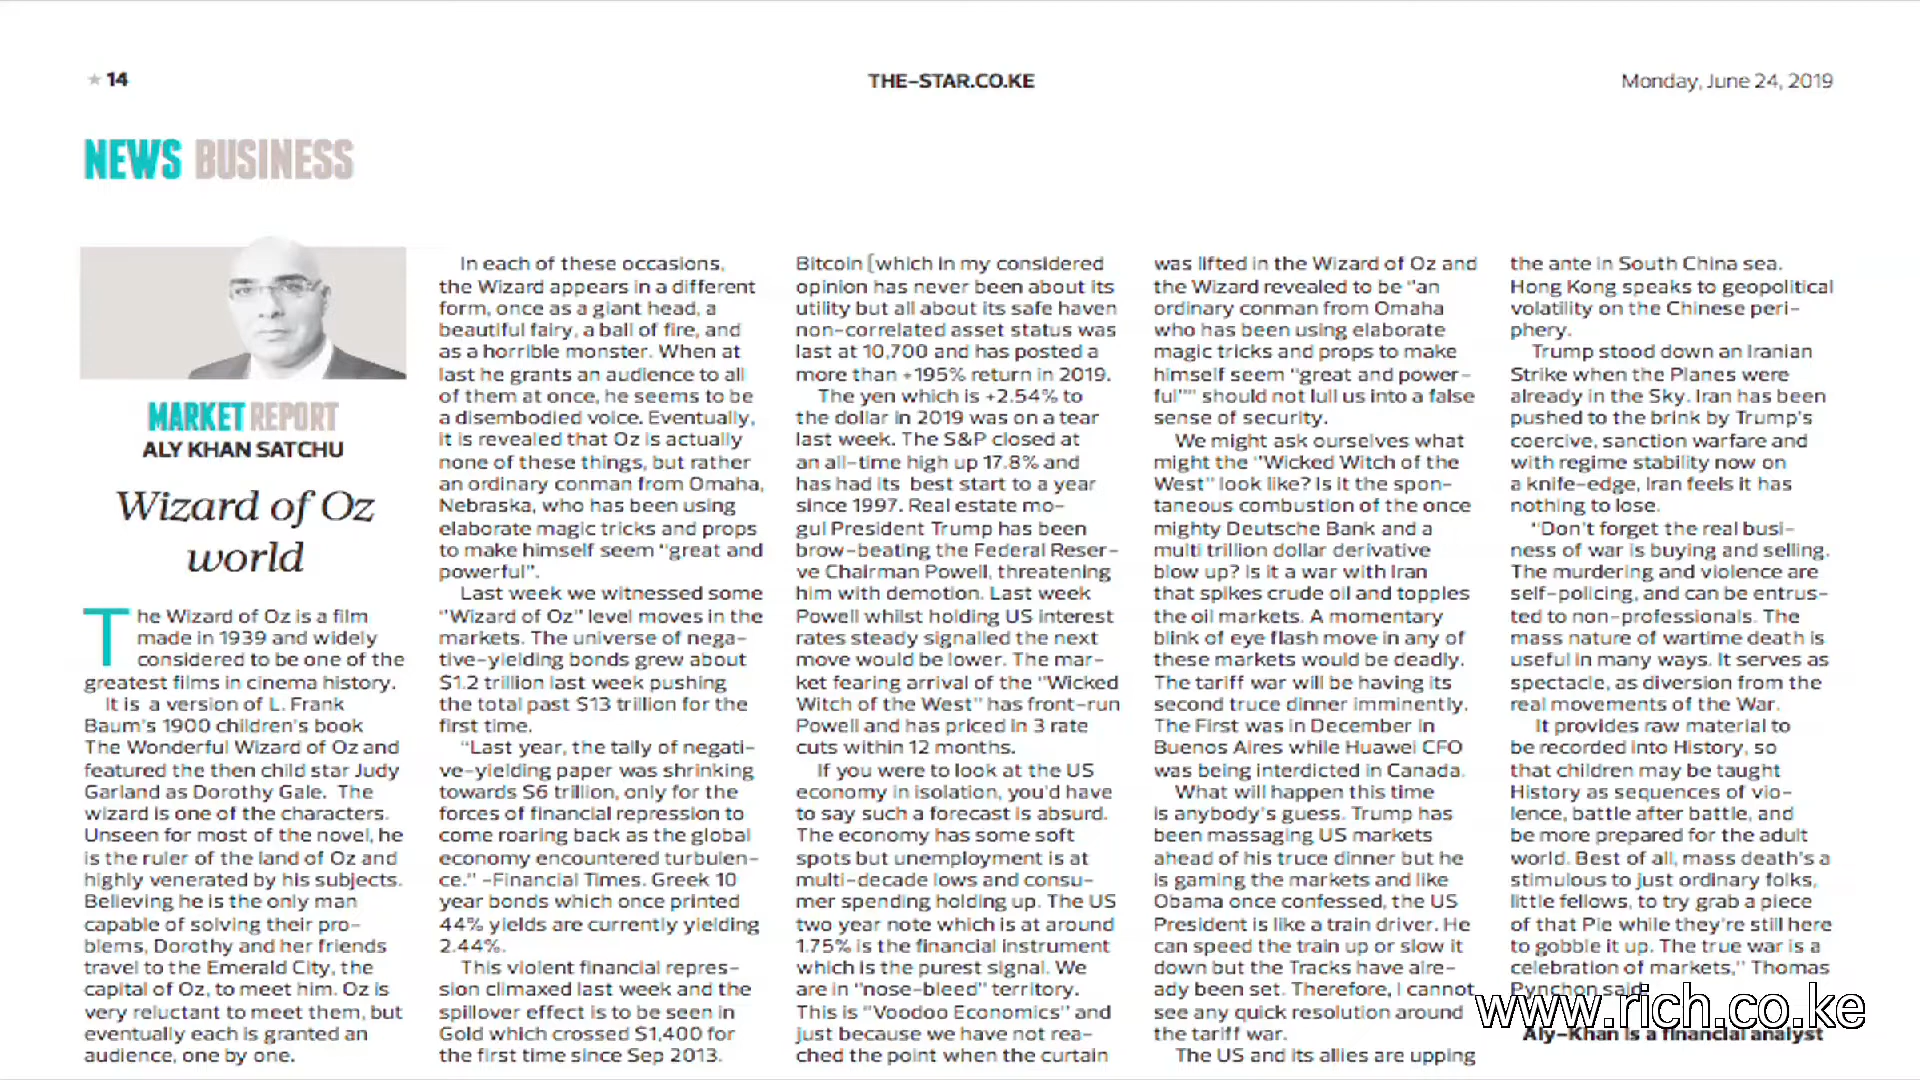 ★ 14
THE-STAR.CO.KE
Monday, June 24, 2019
NEWS BUSINESS
MARKET REPORT
ALY KHAN SATCHU
Wizard of Oz
world
The Wizard of Oz is a film
made in 1939 and widely
considered to be one of the
greatest films in cinema history.
It is a version of L. Frank
Baum's 1900 children's book
The Wonderful Wizard of Oz and
featured the then child star Judy
Garland as Dorothy Gale. The
wizard is one of the characters.
Unseen for most of the novel, he
is the ruler of the land of Oz and
highly venerated by his subjects.
Believing he is the only man
capable of solving their pro-
blems, Dorothy and her friends
travel to the Emerald City, the
capital of Oz, to meet him. Oz is
very reluctant to meet them, but
eventually each is granted an
audience, one by one.
In each of these occasions,
the Wizard appears in a different
form, once as a giant head, a
beautiful fairy, a ball of fire, and
as a horrible monster. When at
last he grants an audience to all
of them at once, he seems to be
a disembodied voice. Eventually,
it is revealed that Oz is actually
none of these things, but rather
an ordinary conman from Omaha,
Nebraska, who has been using
elaborate magic tricks and props
to make himself seem "great and
powerful".
Last week we witnessed some
"Wizard of Oz" level moves in the
markets. The universe of nega-
tive-yielding bonds grew about
$1.2 trillion last week pushing
the total past $13 trillion for the
first time.
"Last year, the tally of negati-
ve-yielding paper was shrinking
towards $6 trillion, only for the
forces of financial repression to
come roaring back as the global
economy encountered turbulen-
ce." -Financial Times. Greek 10
year bonds which once printed
44% yields are currently yielding
2.44%.
This violent financial repres-
sion climaxed last week and the
spillover effect is to be seen in
Gold which crossed $1,400 for
the first time since Sep 2013.
Bitcoin [which in my considered
opinion has never been about its
utility but all about its safe haven
non-correlated asset status was
last at 10,700 and has posted a
more than +195% return in 2019.
The yen which is +2.54% to
the dollar in 2019 was on a tear
last week. The S&P closed at
an all-time high up 17.8% and
has had its best start to a year
since 1997. Real estate mo-
gul President Trump has been
brow-beating the Federal Reser-
ve Chairman Powell, threatening
him with demotion. Last week
Powell whilst holding US interest
rates steady signalled the next
move would be lower. The mar-
ket fearing arrival of the "Wicked
Witch of the West" has front-run
Powell and has priced in 3 rate
cuts within 12 months.
If you were to look at the US
economy in isolation, you'd have
to say such a forecast is absurd.
The economy has some soft
spots but unemployment is at
multi-decade lows and consu-
mer spending holding up. The US
two year note which is at around
1.75% is the financial instrument
which is the purest signal. We
are in "nose-bleed" territory.
This is "Voodoo Economics" and
just because we have not rea-
ched the point when the curtain
was lifted in the Wizard of Oz and
the Wizard revealed to be "an
ordinary conman from Omaha
who has been using elaborate
magic tricks and props to make
himself seem "great and power-
ful"" should not lull us into a false
sense of security.
We might ask ourselves what
might the "Wicked Witch of the
West" look like? Is it the spon-
taneous combustion of the once
mighty Deutsche Bank and a
multi trillion dollar derivative
blow up? Is it a war with Iran
that spikes crude oil and topples
the oil markets. A momentary
blink of eye flash move in any of
these markets would be deadly.
The tariff war will be having its
second truce dinner imminently.
The First was in December in
Buenos Aires while Huawei CFO
was being interdicted in Canada.
What will happen this time
is anybody's guess. Trump has
been massaging US markets
ahead of his truce dinner but he
is gaming the markets and like
Obama once confessed, the US
President is like a train driver. He
can speed the train up or slow it
down but the Tracks have alre-
ady been set. Therefore, I cannot
see any quick resolution around
the tariff war.
The US and its allies are upping
the ante in South China sea.
Hong Kong speaks to geopolitical
volatility on the Chinese peri-
phery.
Trump stood down an Iranian
Strike when the Planes were
already in the Sky. Iran has been
pushed to the brink by Trump's
coercive, sanction warfare and
with regime stability now on
a knife-edge, Iran feels it has
nothing to lose.
"Don't forget the real busi-
ness of war is buying and selling.
The murdering and violence are
self-policing, and can be entrus-
ted to non-professionals. The
mass nature of wartime death is
useful in many ways. It serves as
spectacle, as diversion from the
real movements of the War.
It provides raw material to
be recorded into History, so
that children may be taught
History as sequences of vio-
lence, battle after battle, and
be more prepared for the adult
world. Best of all, mass death's a
stimulous to just ordinary folks,
little fellows, to try grab a piece
of that Pie while they're still here
to gobble it up. The true war is a
celebration of markets," Thomas
Pynchon said
www.rich.co.ke
Aly-Khan is a financial analyst